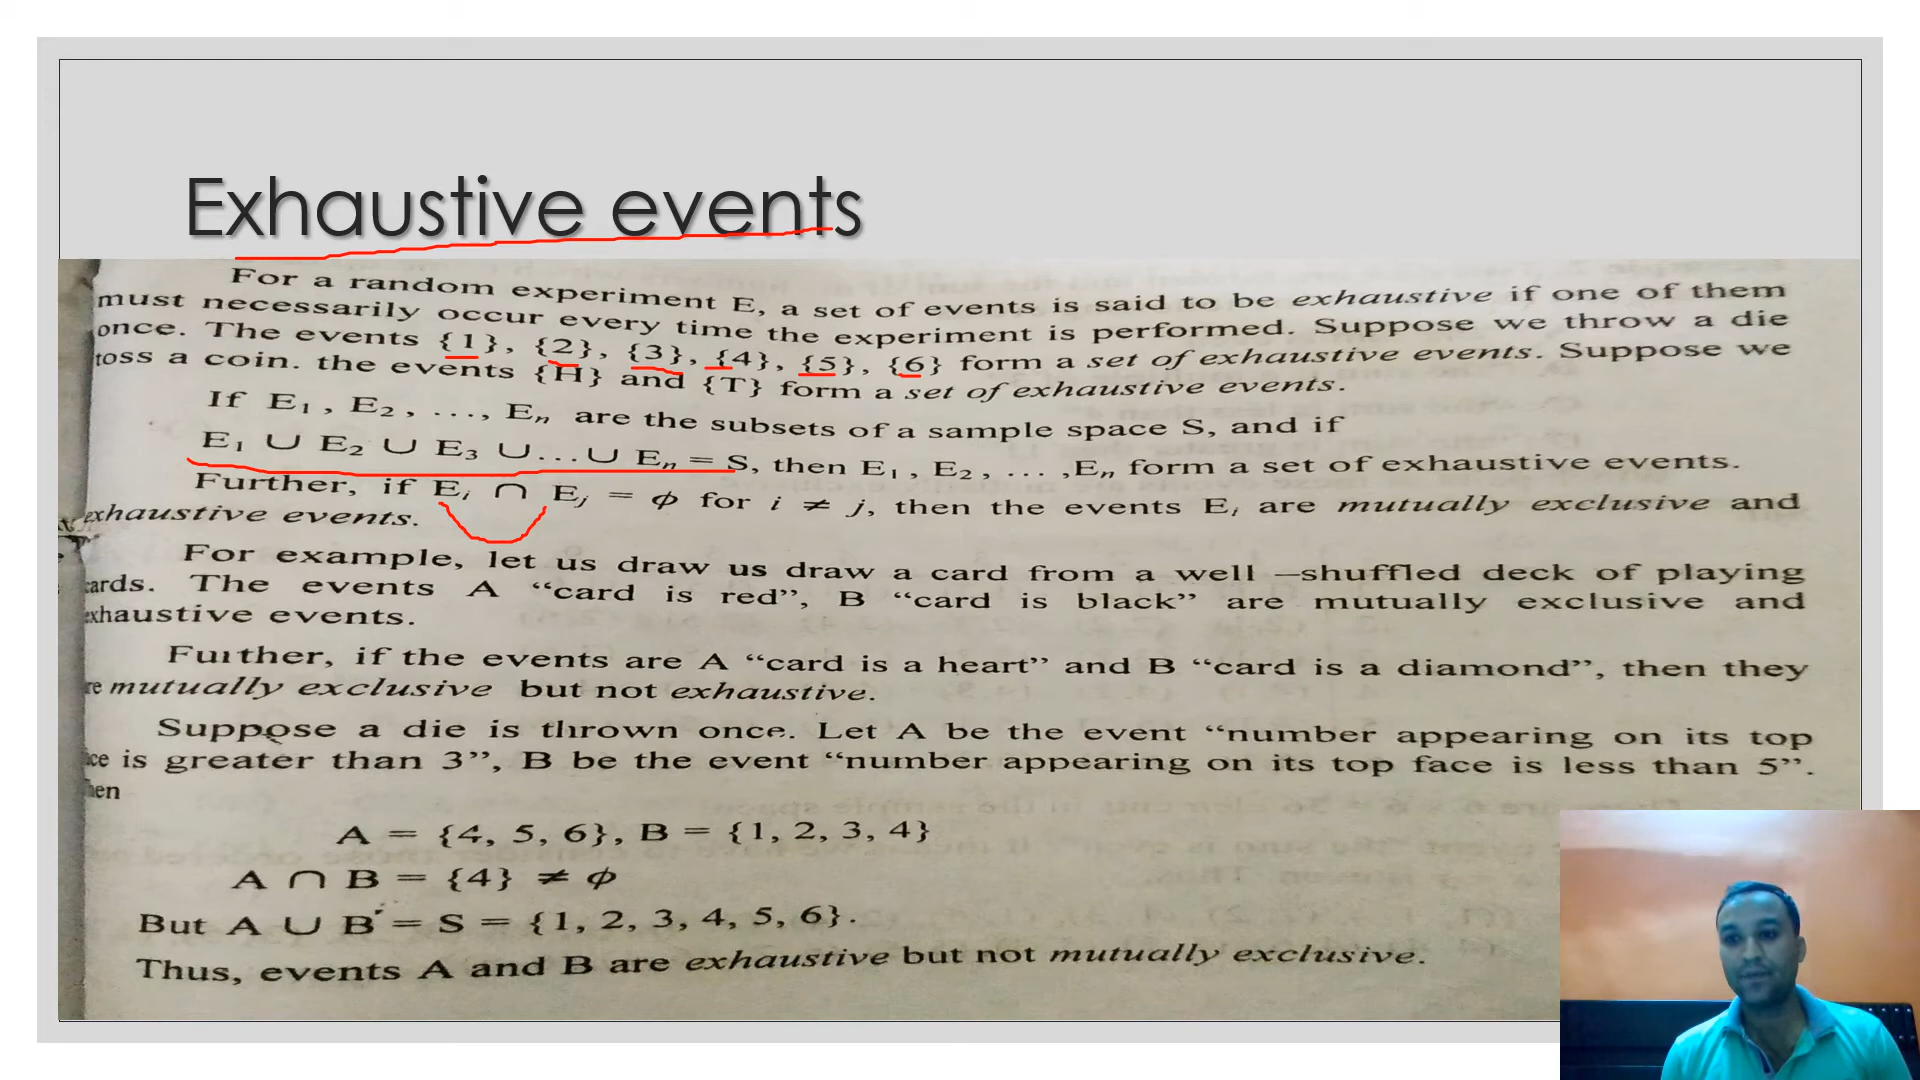 Exhaustive events
For a random experiment E, a set of events is said to be exhaustive if one of them
must necessarily occur every time the experiment is performed. Suppose we throw a die
once. The events {1}, {2}, {3}, {4}, {5}, {6} form a set of exhaustive events. Suppose we
toss a coin. the events {H} and {T} form a set of exhaustive events.
If E₁, E₂, ..., Eₙ are the subsets of a sample space S, and if
E₁ ∪ E₂ ∪ E₃ ∪...∪ Eₙ = S, then E₁, E₂, ... ,Eₙ form a set of exhaustive events.
Further, if Eᵢ ∩ Eⱼ = ϕ for i ≠ j, then the events Eᵢ are mutually exclusive and
exhaustive events.
For example, let us draw us draw a card from a well —shuffled deck of playing
cards. The events A “card is red”, B “card is black” are mutually exclusive and
exhaustive events.
Further, if the events are A “card is a heart” and B “card is a diamond”, then they
re mutually exclusive but not exhaustive.
Suppose a die is thrown once. Let A be the event “number appearing on its top
ce is greater than 3”, B be the event “number appearing on its top face is less than 5”.
hen
A = {4, 5, 6}, B = {1, 2, 3, 4}
A ∩ B = {4} ≠ ϕ
But A ∪ B = S = {1, 2, 3, 4, 5, 6}.
Thus, events A and B are exhaustive but not mutually exclusive.